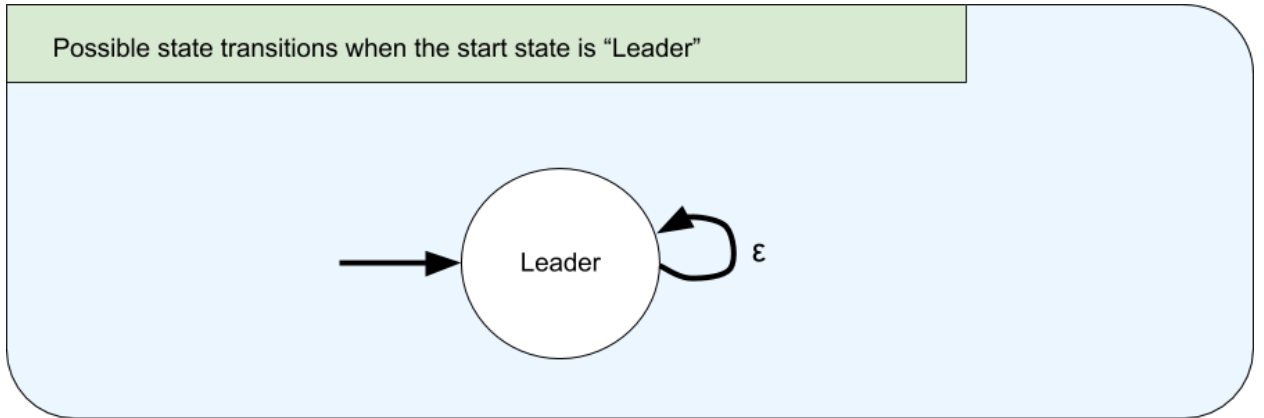 Possible state transitions when the start state is “Leader”
Leader
ε